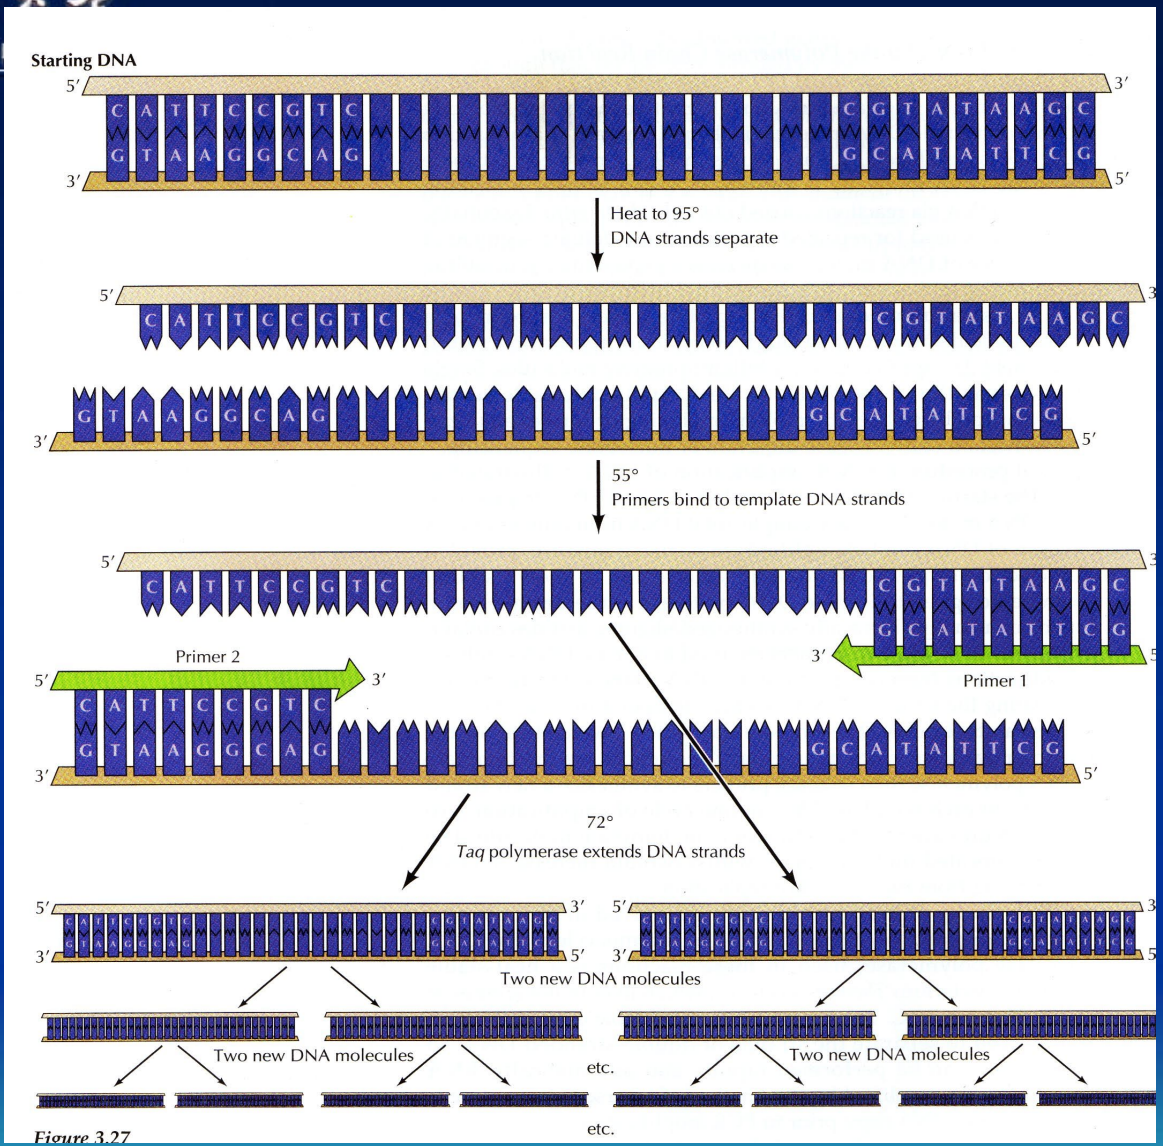 Starting DNA
5′ 3′
C A T T C C G T C C G T A T A A G C
G T A A G G C A G G C A T A T T C G
3′ 5′
Heat to 95°
DNA strands separate
5′ 3
C A T T C C G T C C G T A T A A G C
G T A A G G C A G G C A T A T T C G
3′ 5′
55°
Primers bind to template DNA strands
5′ 3
C A T T C C G T C C G T A T A A G C
G C A T A T T C G
3′ 5
Primer 2
Primer 1
5′ 3′
C A T T C C G T C
G T A A G G C A G G C A T A T T C G
3′ 5′
72°
Taq polymerase extends DNA strands
5′ 3′ 5′ 3
C A T T C C G T C C G T A T A A G C C A T T C C G T C C G T A T A A G C
G T A A G G C A G G C A T A T T C G G T A A G G C A G G C A T A T T C G
3′ 5′ 3′ 5
Two new DNA molecules
Two new DNA molecules Two new DNA molecules
etc.
etc.
Figure 3.27